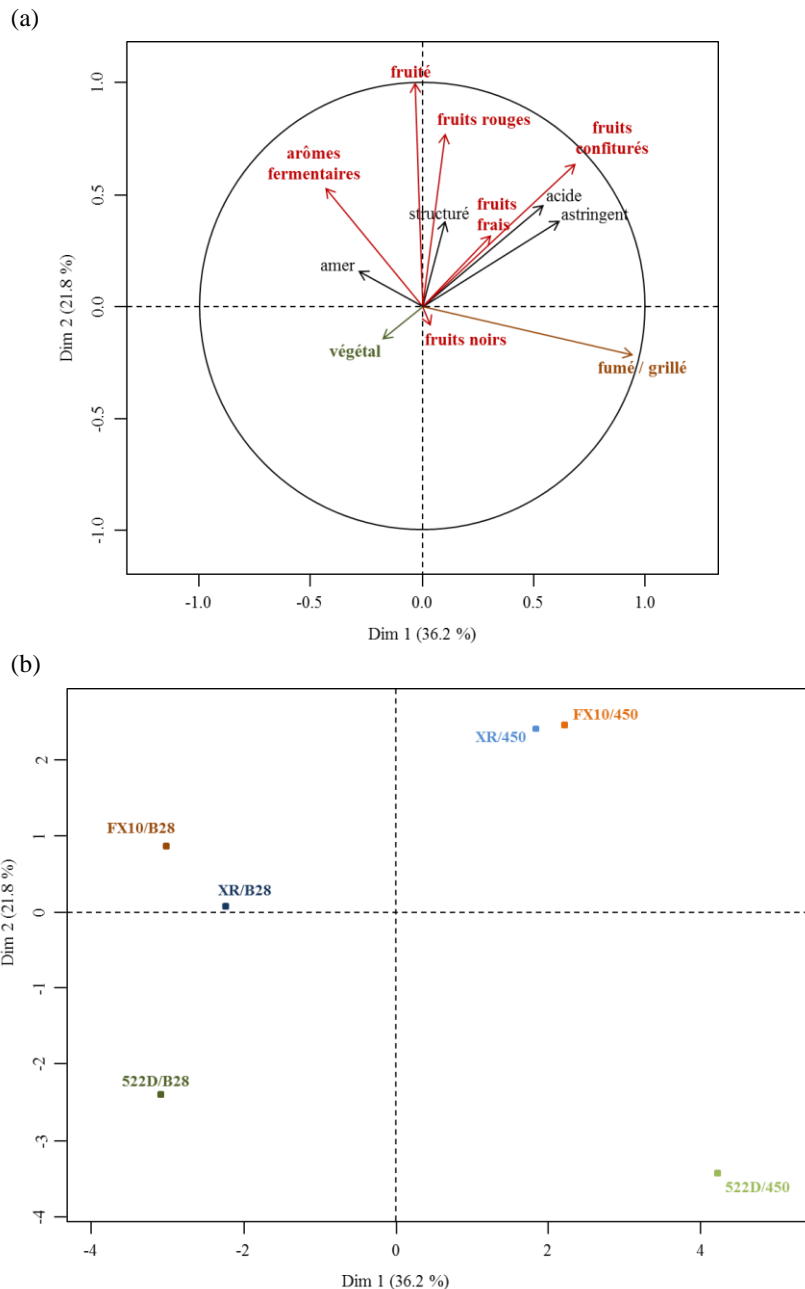 (a)
fruité
fruits rouges
fruits
confiturés
arômes
fermentaires
structuré
fruits
frais
acide
astringent
amer
végétal
fruits noirs
fumé / grillé
1.0
0.5
0.0
-0.5
-1.0
Dim 2 (21.8 %)
-1.0 -0.5 0.0 0.5 1.0
Dim 1 (36.2 %)
(b)
FX10/450
XR/450
FX10/B28
XR/B28
522D/B28
522D/450
2
1
0
-1
-2
-3
-4
Dim 2 (21.8 %)
-4 -2 0 2 4
Dim 1 (36.2 %)